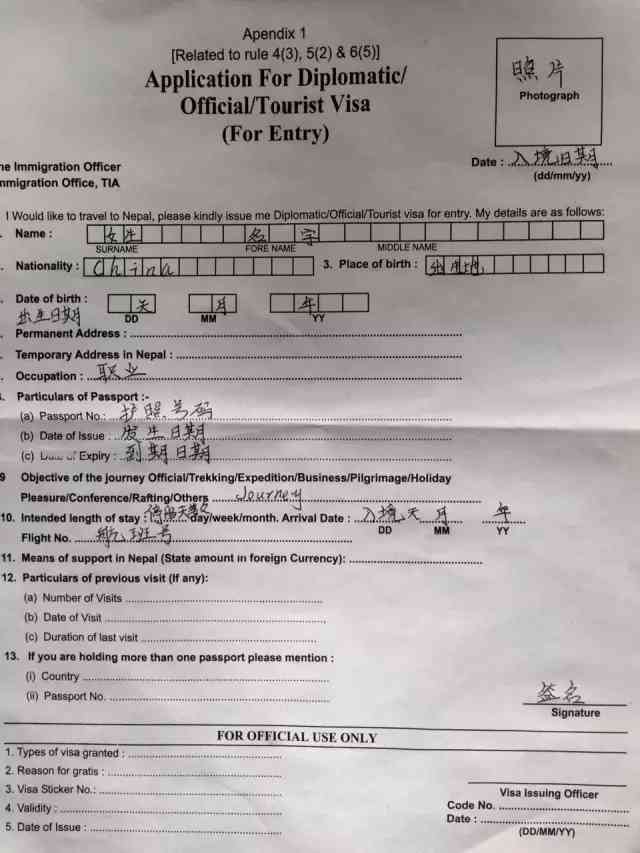 Apendix 1
[Related to rule 4(3), 5(2) & 6(5)]
Application For Diplomatic/
Official/Tourist Visa
(For Entry)
照片
Photograph
he Immigration Officer
mmigration Office, TIA
Date : 入境日期
(dd/mm/yy)
I Would like to travel to Nepal, please kindly issue me Diplomatic/Official/Tourist visa for entry. My details are as follows:
. Name : 名字
SURNAME FORE NAME MIDDLE NAME
. Nationality : China 3. Place of birth : 出生地.
. Date of birth : 天 月 年
出生日期 DD MM YY
. Permanent Address :
. Temporary Address in Nepal :
. Occupation : 职业
. Particulars of Passport :-
(a) Passport No.: 护照号码
(b) Date of Issue : 发生日期
(c) Date of Expiry : 到期日期
9 Objective of the journey Official/Trekking/Expedition/Business/Pilgrimage/Holiday
Pleasure/Conference/Rafting/Others Journey
10. Intended length of stay : 停留天数 day/week/month. Arrival Date : 入境天 月 年
Flight No. 航班号 DD MM YY
11. Means of support in Nepal (State amount in foreign Currency):
12. Particulars of previous visit (If any):
(a) Number of Visits
(b) Date of Visit
(c) Duration of last visit
13. If you are holding more than one passport please mention :
(i) Country
(ii) Passport No.
签名
Signature
FOR OFFICIAL USE ONLY
1. Types of visa granted :
2. Reason for gratis :
3. Visa Sticker No.:
4. Validity :
5. Date of Issue :
Visa Issuing Officer
Code No.
Date :
(DD/MM/YY)